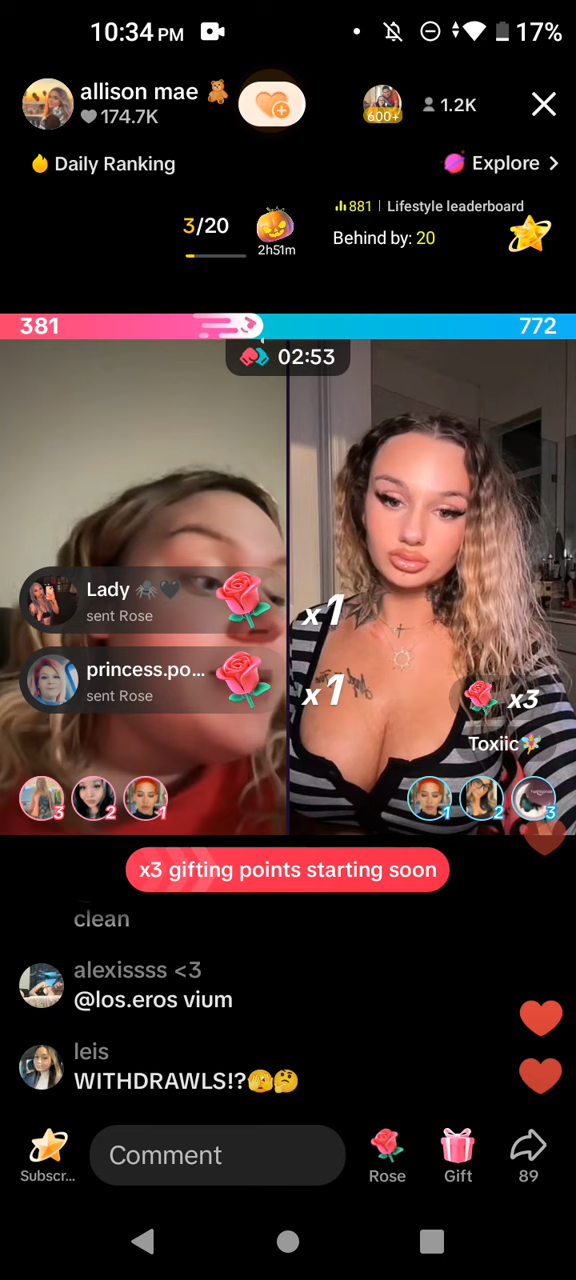 10:34 PM
17%
allison mae 🧸
174.7K
600+
1.2K
Daily Ranking
Explore >
3/20
2h51m
881 | Lifestyle leaderboard
Behind by: 20
381
772
02:53
Lady 🕷🖤
sent Rose
x1
princess.po...
sent Rose
x1
x3
Toxiic
3
2
1
1
2
3
x3 gifting points starting soon
clean
alexissss <3
@los.eros vium
leis
WITHDRAWLS!?🫣🤔
Subscr...
Comment
Rose
Gift
89